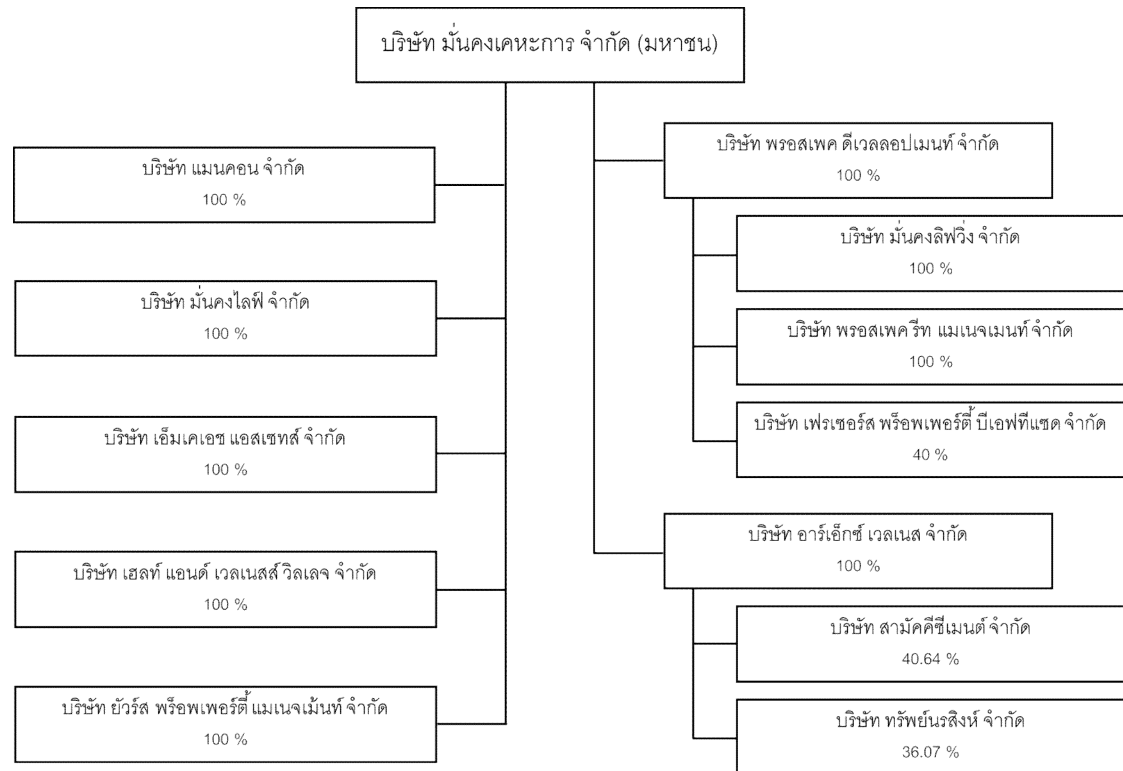 บริษัท มั่นคงเคหะการ จำกัด (มหาชน)
บริษัท แมนคอน จำกัด
100 %
บริษัท มั่นคงไลฟ์ จำกัด
100 %
บริษัท เอ็มเคเอช แอสเซทส์ จำกัด
100 %
บริษัท เฮลท์ แอนด์ เวลเนสส์ วิลเลจ จำกัด
100 %
บริษัท ยัวร์ส พร็อพเพอร์ตี้ แมเนจเม้นท์ จำกัด
100 %
บริษัท พรอสเพค ดีเวลลอปเมนท์ จำกัด
100 %
บริษัท มั่นคงลิฟวิ่ง จำกัด
100 %
บริษัท พรอสเพค รีท แมเนจเมนท์ จำกัด
100 %
บริษัท เฟรเซอร์ส พร็อพเพอร์ตี้ บีเอฟทีแซด จำกัด
40 %
บริษัท อาร์เอ็กซ์ เวลเนส จำกัด
100 %
บริษัท สามัคคีซีเมนต์ จำกัด
40.64 %
บริษัท ทรัพย์นรสิงห์ จำกัด
36.07 %